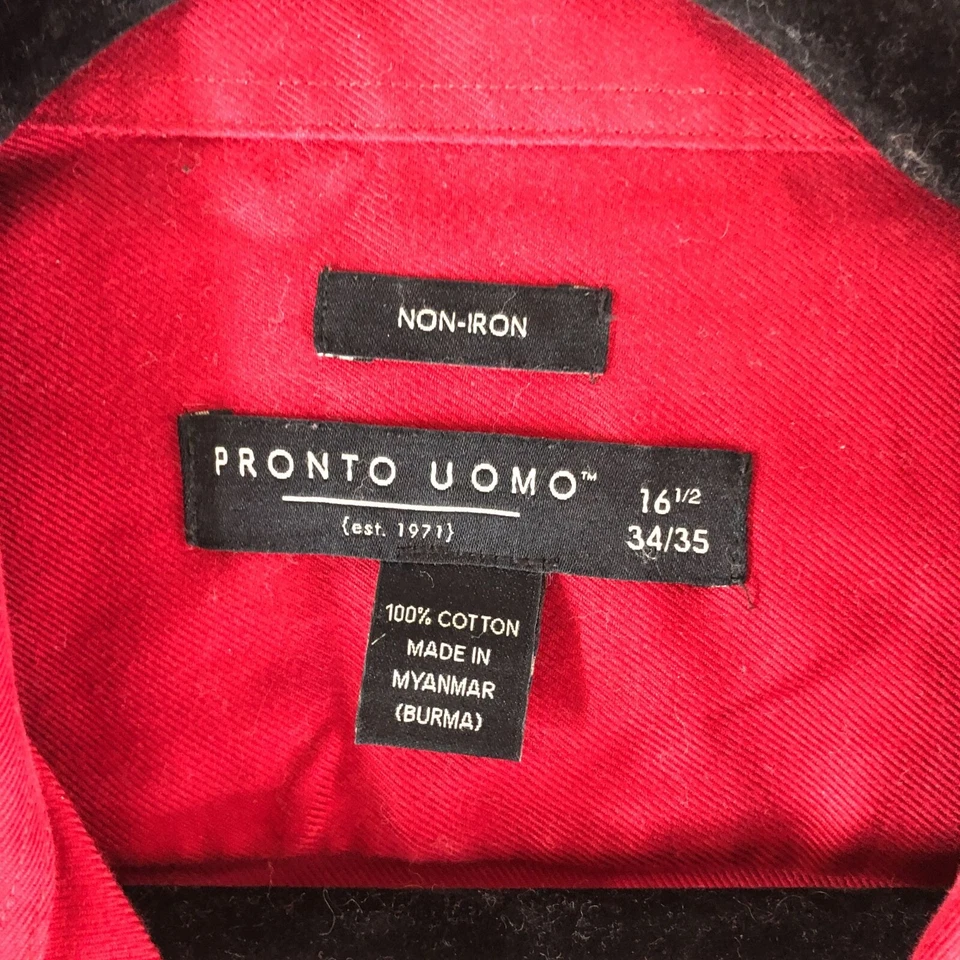 NON-IRON
PRONTO UOMO™
{est. 1971}
16 1/2
34/35
100% COTTON
MADE IN
MYANMAR
(BURMA)